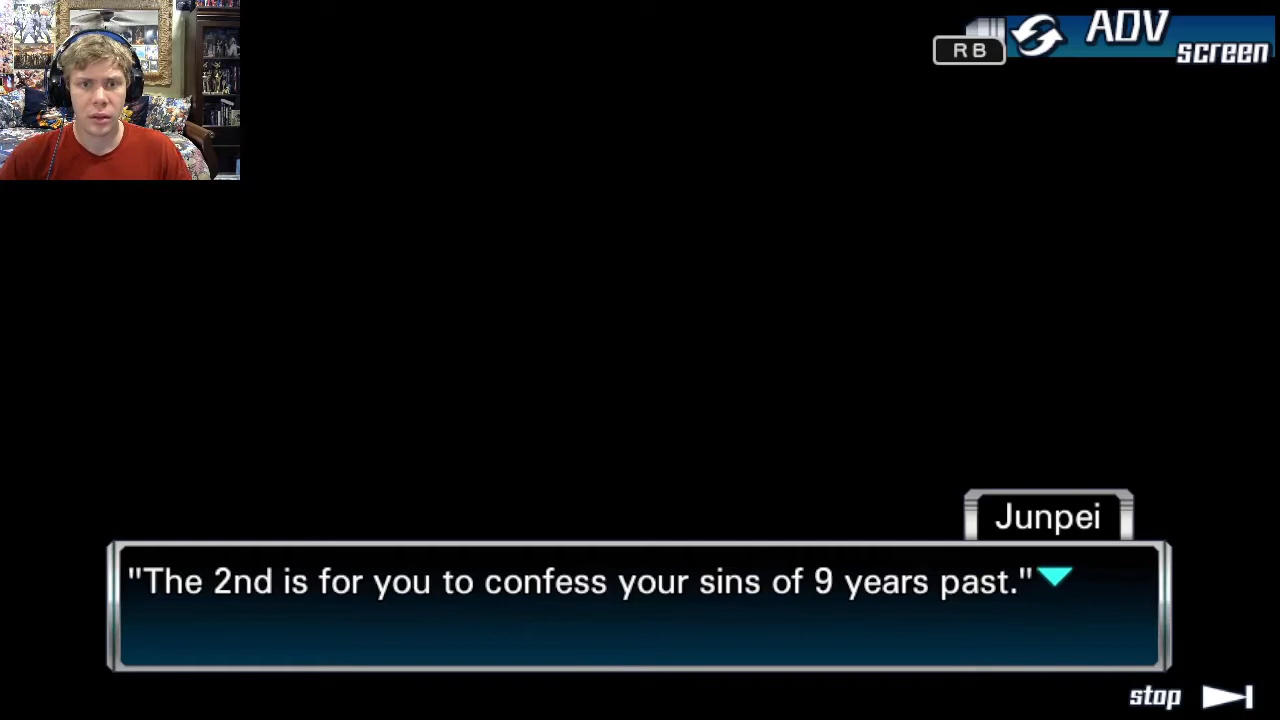 RB
ADV
screen
Junpei
"The 2nd is for you to confess your sins of 9 years past."
stop